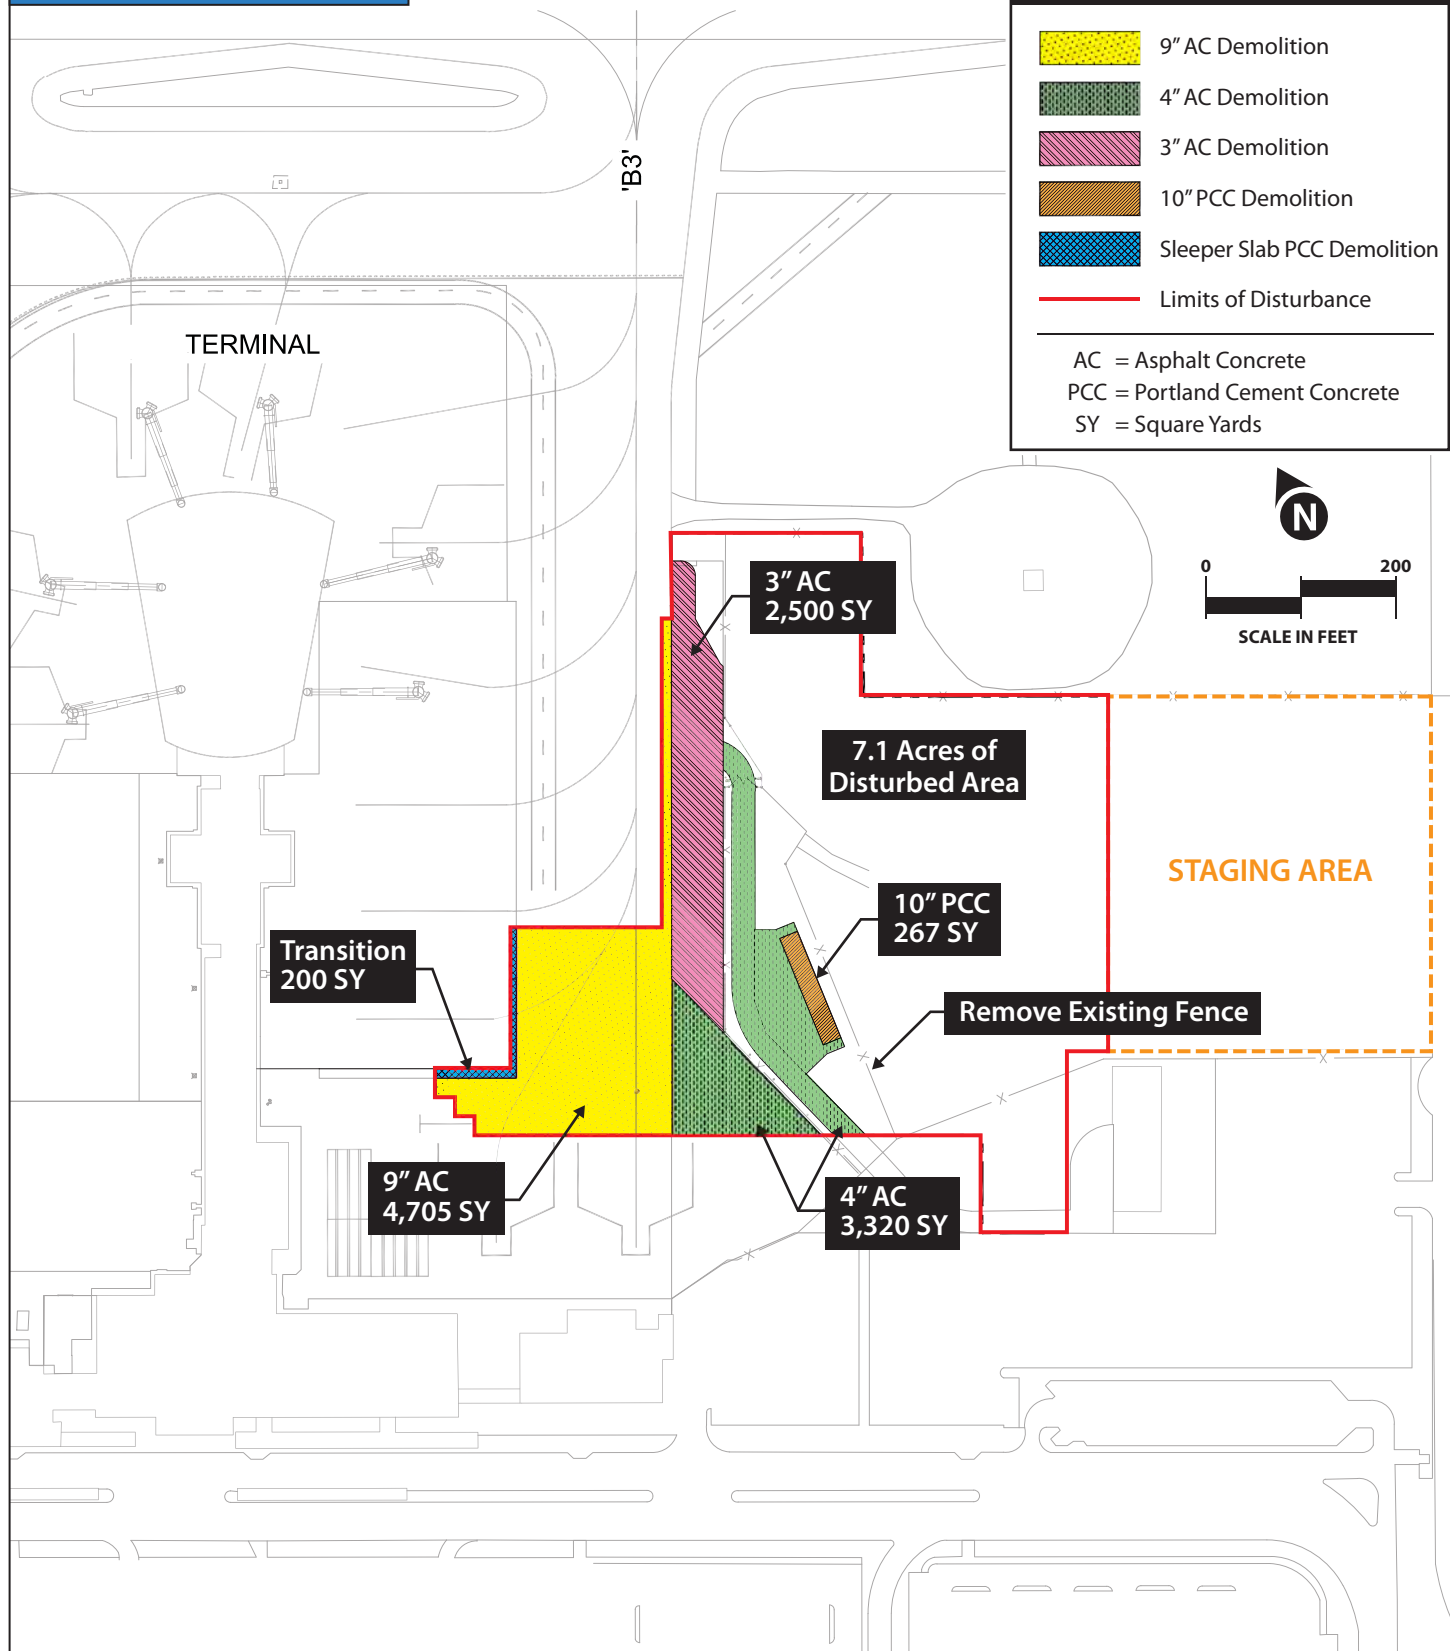 9" AC Demolition
4" AC Demolition
3" AC Demolition
10" PCC Demolition
Sleeper Slab PCC Demolition
Limits of Disturbance
AC = Asphalt Concrete
PCC = Portland Cement Concrete
SY = Square Yards
'B3'
TERMINAL
N
0 200
SCALE IN FEET
3" AC
2,500 SY
7.1 Acres of
Disturbed Area
STAGING AREA
10" PCC
267 SY
Transition
200 SY
Remove Existing Fence
9" AC
4,705 SY
4" AC
3,320 SY